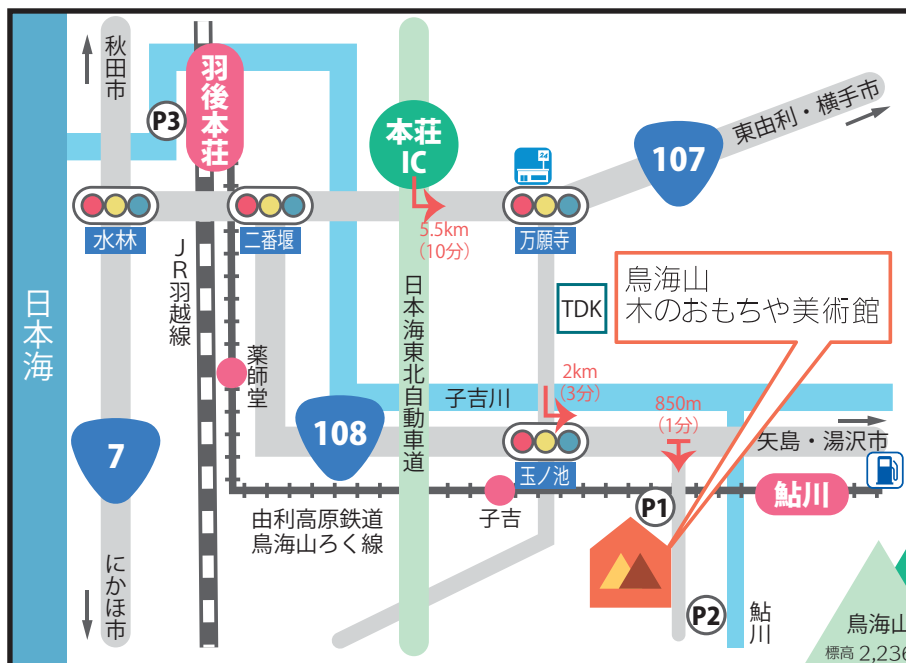 秋田市
羽後本荘
P3
本荘
IC
24
107
東由利・横手市
水林
二番堰
5.5km
(10分)
万願寺
JR羽越線
日本海
日本海東北自動車道
TDK
鳥海山
木のおもちや美術館
薬師堂
2km
(3分)
子吉川
850m
(1分)
7
108
矢島・湯沢市
玉ノ池
鮎川
子吉
P1
由利高原鉄道
鳥海山ろく線
にかほ市
P2
鮎川
鳥海山
標高 2,236